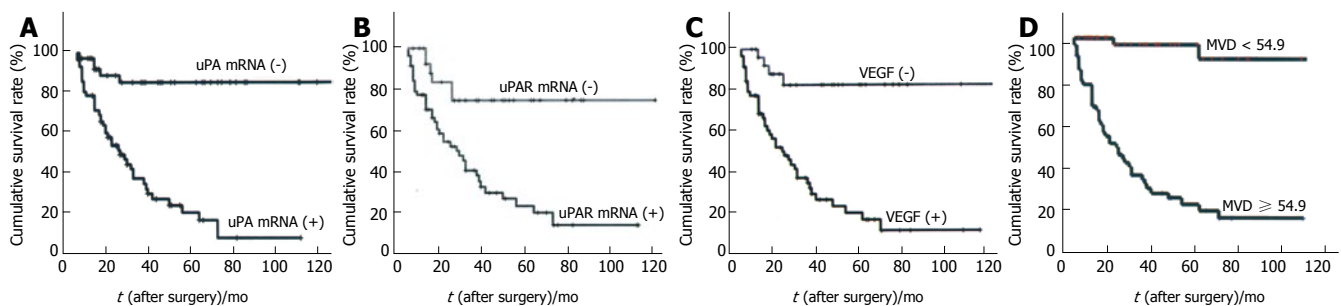 A
Cumulative survival rate (%)
100
80
60
40
20
0
uPA mRNA (-)
uPA mRNA (+)
0 20 40 60 80 100 120
t (after surgery)/mo
B
Cumulative survival rate (%)
100
80
60
40
20
0
uPAR mRNA (-)
uPAR mRNA (+)
0 20 40 60 80 100 120
t (after surgery)/mo
C
Cumulative survival rate (%)
100
80
60
40
20
0
VEGF (-)
VEGF (+)
0 20 40 60 80 100 120
t (after surgery)/mo
D
Cumulative survival rate (%)
100
80
60
40
20
0
MVD < 54.9
MVD ⩾ 54.9
0 20 40 60 80 100 120
t (after surgery)/mo